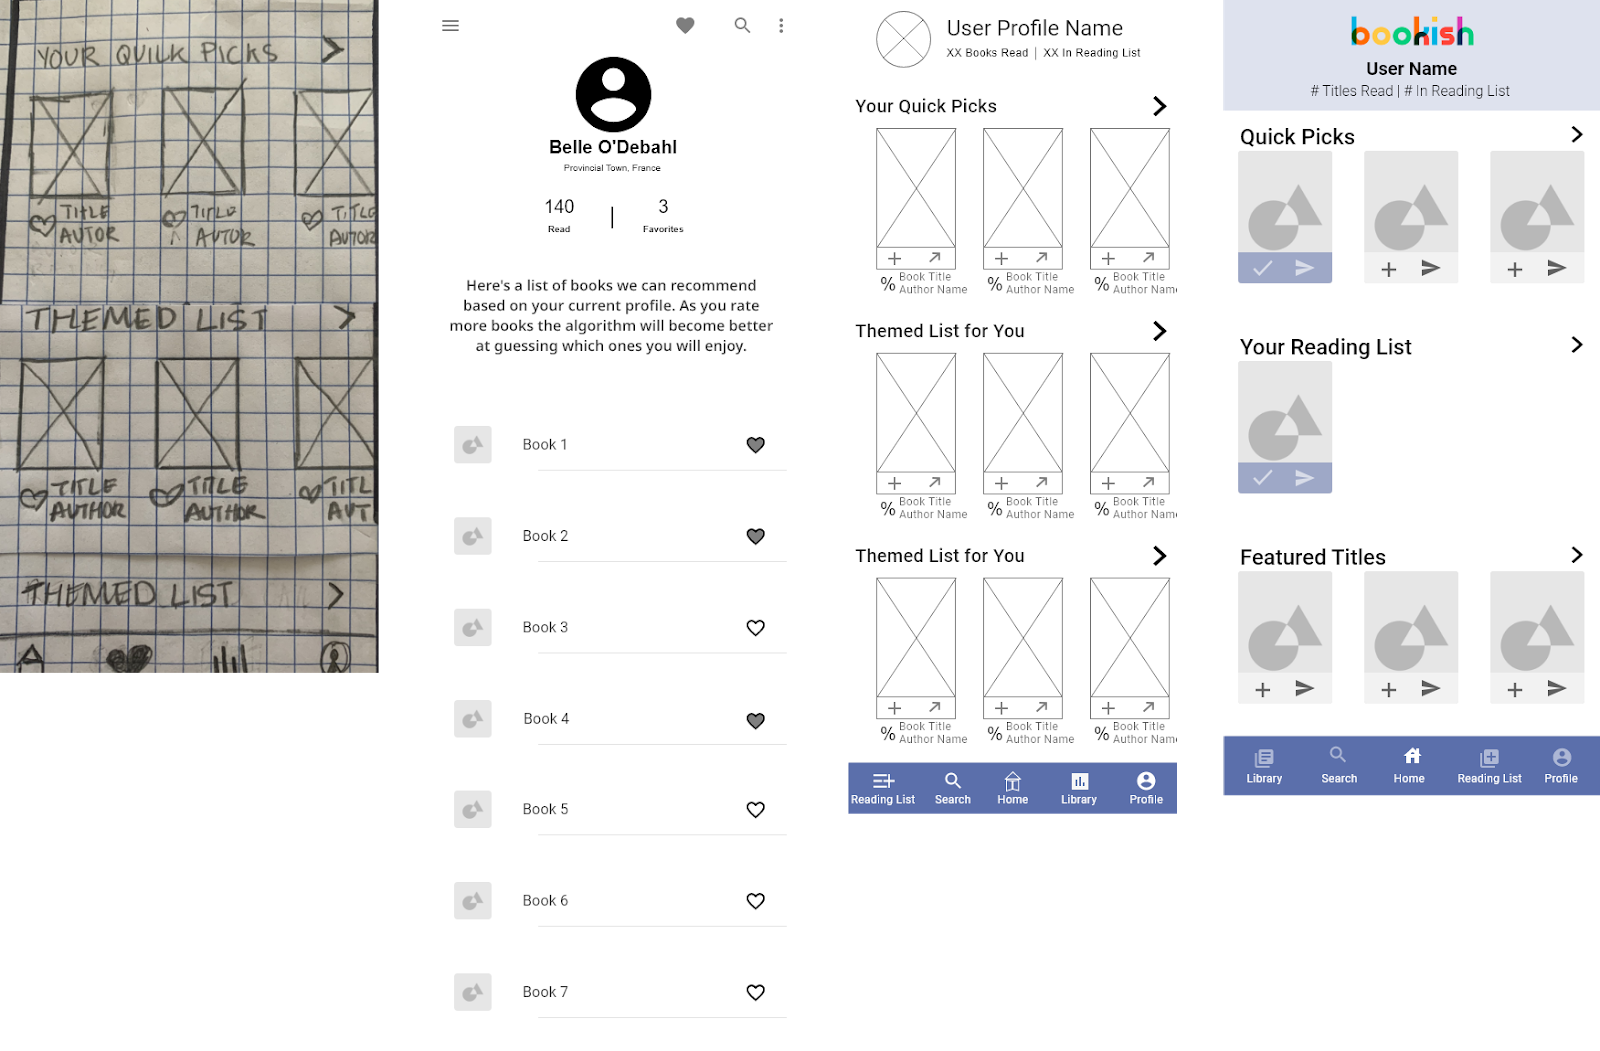 YOUR QUILK PICKS
TITLE
AUTOR
TITLE
AUTOR
TITLE
AUTOR
THEMED LIST
TITLE
AUTHOR
TITLE
AUTHOR
TITL
AUT
THEMED LIST
Belle O'Debahl
Provincial Town, France
140
Read
3
Favorites
Here's a list of books we can recommend
based on your current profile. As you rate
more books the algorithm will become better
at guessing which ones you will enjoy.
Book 1
Book 2
Book 3
Book 4
Book 5
Book 6
Book 7
User Profile Name
XX Books Read | XX In Reading List
Your Quick Picks
% Book Title
Author Name
% Book Title
Author Name
% Book Title
Author Nam
Themed List for You
% Book Title
Author Name
% Book Title
Author Name
% Book Title
Author Nam
Themed List for You
% Book Title
Author Name
% Book Title
Author Name
% Book Title
Author Nam
Reading List Search Home Library Profile
bookish
User Name
# Titles Read | # In Reading List
Quick Picks
Your Reading List
Featured Titles
Library Search Home Reading List Profile